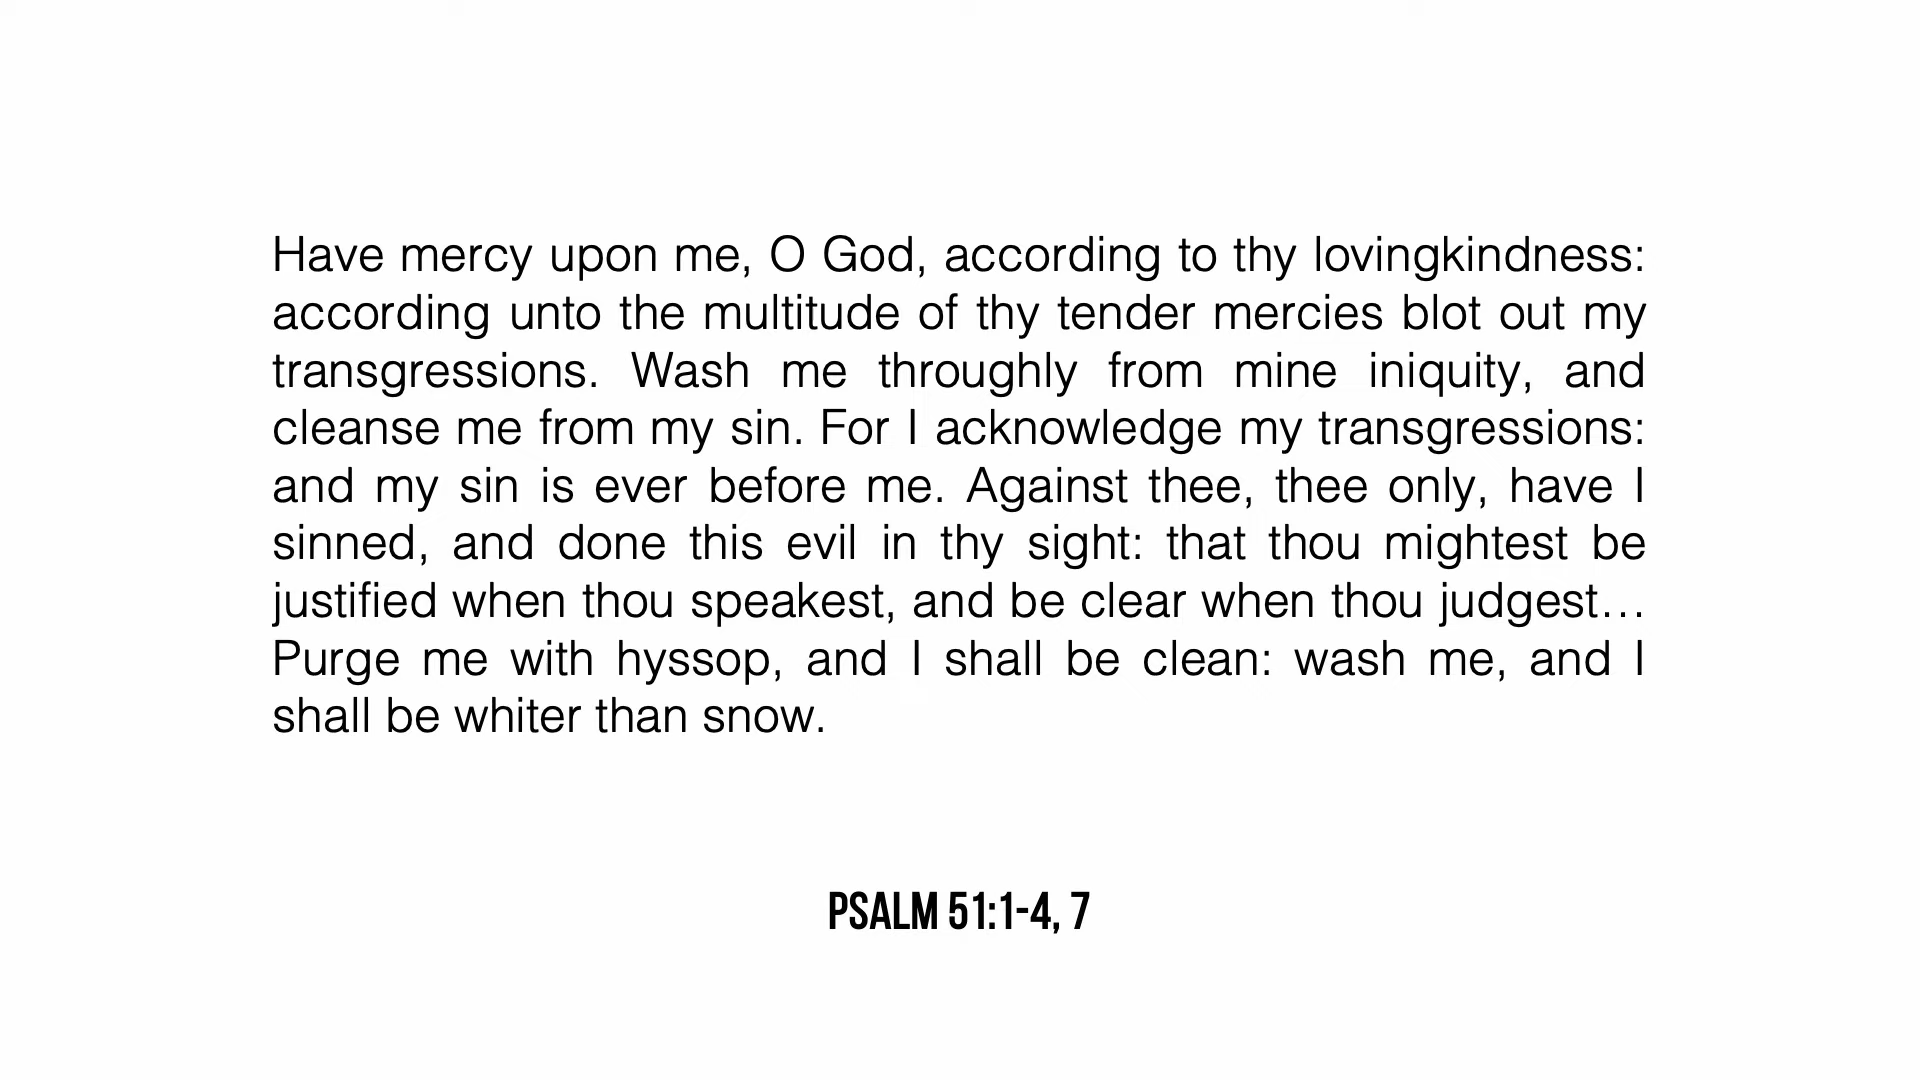 Have mercy upon me, O God, according to thy lovingkindness:
according unto the multitude of thy tender mercies blot out my
transgressions. Wash me throughly from mine iniquity, and
cleanse me from my sin. For I acknowledge my transgressions:
and my sin is ever before me. Against thee, thee only, have I
sinned, and done this evil in thy sight: that thou mightest be
justified when thou speakest, and be clear when thou judgest…
Purge me with hyssop, and I shall be clean: wash me, and I
shall be whiter than snow.
PSALM 51:1-4, 7